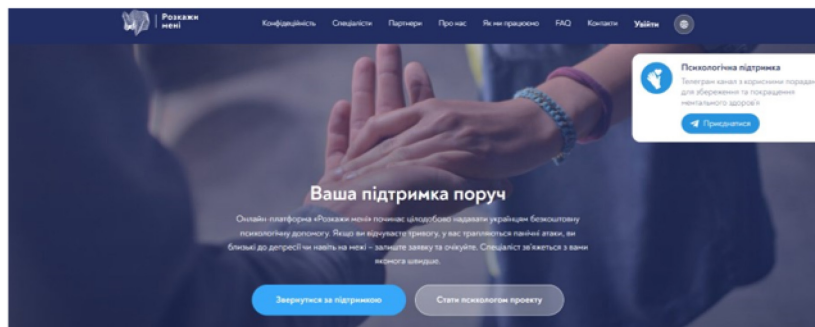 Розкажи
мені
Конфідеційність Спеціалісти Партнери Про нас Як ми працюємо FAQ Контакти Увійти
Психологічна підтримка
Телеграм канал з корисними порадам
для збереження та покращення
ментального здоров'я
Приєднатися
Ваша підтримка поруч
Онлайн-платформа «Розкажи мені» починає цілодобово надавати українцям безкоштовну
психологічну допомогу. Якщо ви відчуваєте тривогу, у вас трапляються панічні атаки, ви
близькі до депресії чи навіть на межі – залиште заявку та очікуйте. Спеціаліст зв'яжеться з вами
якомога швидше.
Звернутися за підтримкою Стати психологом проекту